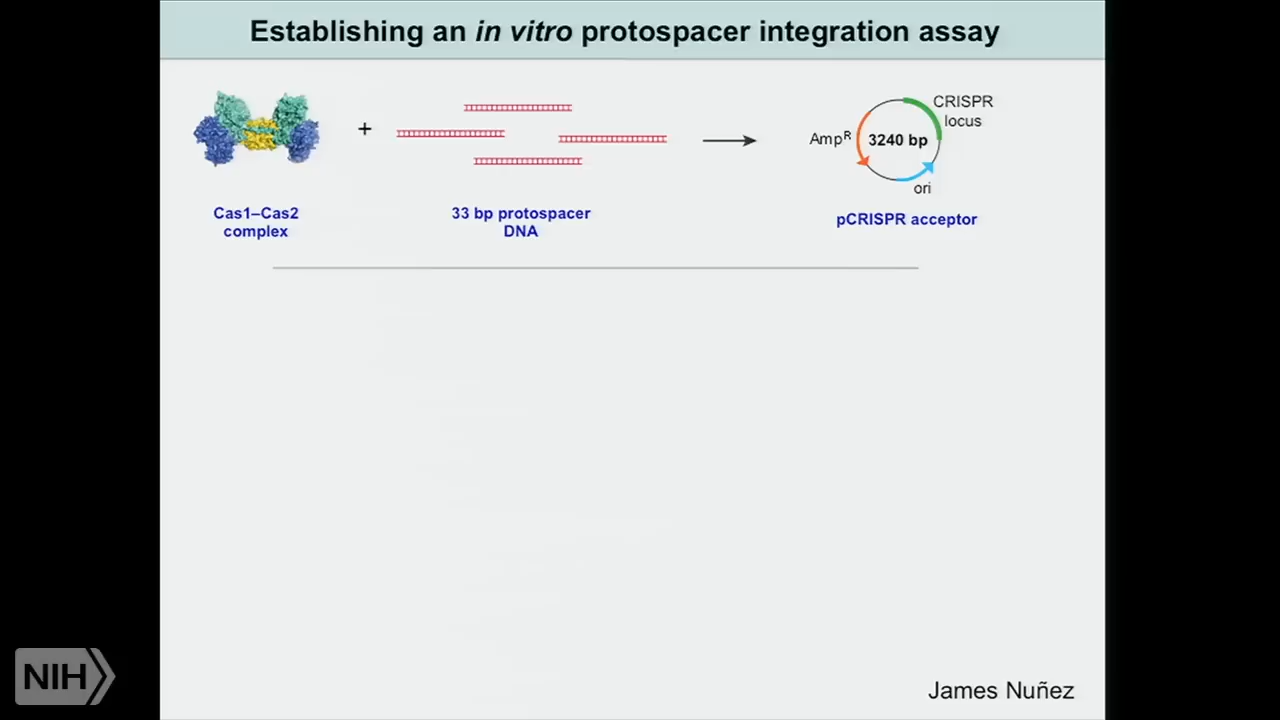 Establishing an in vitro protospacer integration assay
+
CRISPR
locus
AmpR
3240 bp
ori
Cas1–Cas2
complex
33 bp protospacer
DNA
pCRISPR acceptor
NIH
James Nuñez